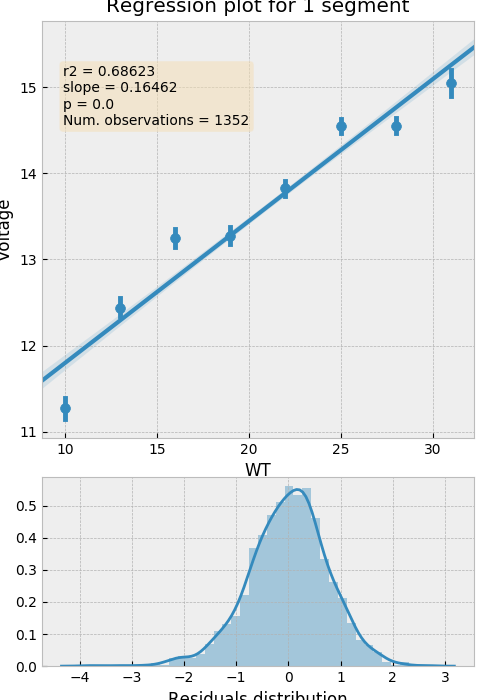 Regression plot for 1 segment
r2 = 0.68623
slope = 0.16462
p = 0.0
Num. observations = 1352
15
14
13
12
11
Voltage
10 15 20 25 30
WT
0.5
0.4
0.3
0.2
0.1
0.0
−4 −3 −2 −1 0 1 2 3
Residuals distribution